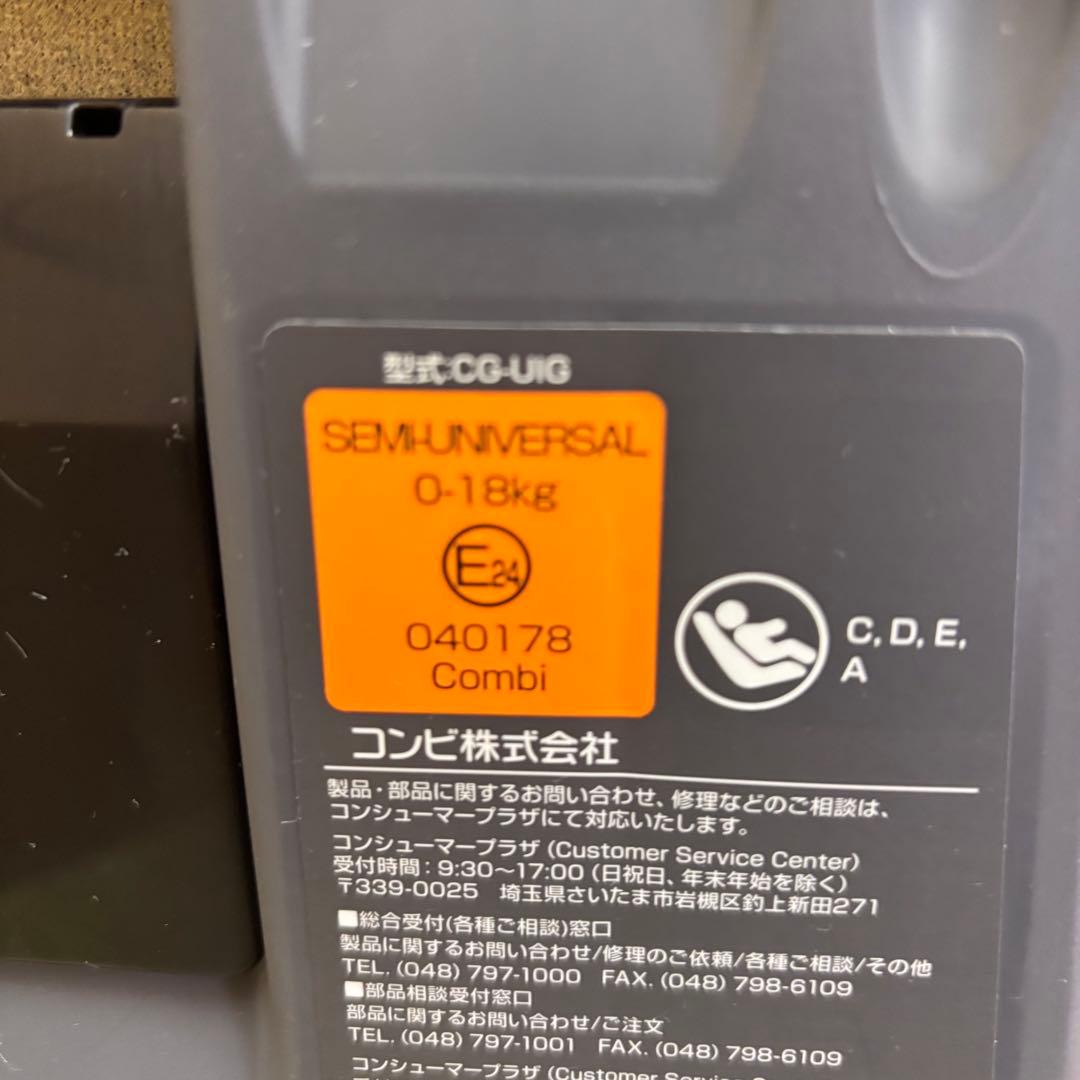 型式:CG-UIG
SEMI-UNIVERSAL
0-18kg
E24
040178
Combi
C, D, E,
A
コンビ株式会社
製品・部品に関するお問い合わせ、修理などのご相談は、
コンシューマープラザにて対応いたします。
コンシューマープラザ (Customer Service Center)
受付時間：9:30～17:00 (日祝日、年末年始を除く)
〒339-0025 埼玉県さいたま市岩槻区釣上新田271
■総合受付(各種ご相談)窓口
製品に関するお問い合わせ/修理のご依頼/各種ご相談/その他
TEL. (048) 797-1000 FAX. (048) 798-6109
■部品相談受付窓口
部品に関するお問い合わせ/ご注文
TEL. (048) 797-1001 FAX. (048) 798-6109
コンシューマープラザ (Customer Service